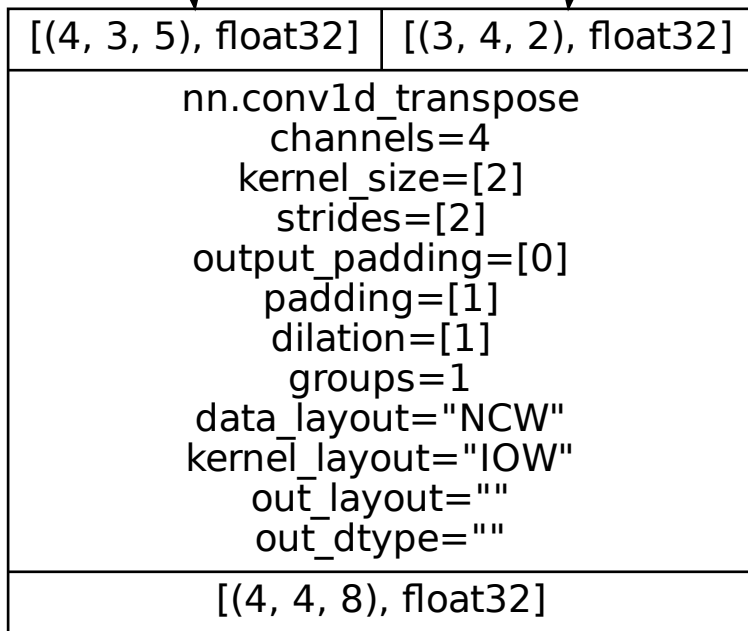 [(4, 3, 5), float32] [(3, 4, 2), float32]
nn.conv1d_transpose
channels=4
kernel_size=[2]
strides=[2]
output_padding=[0]
padding=[1]
dilation=[1]
groups=1
data_layout="NCW"
kernel_layout="IOW"
out_layout=""
out_dtype=""
[(4, 4, 8), float32]